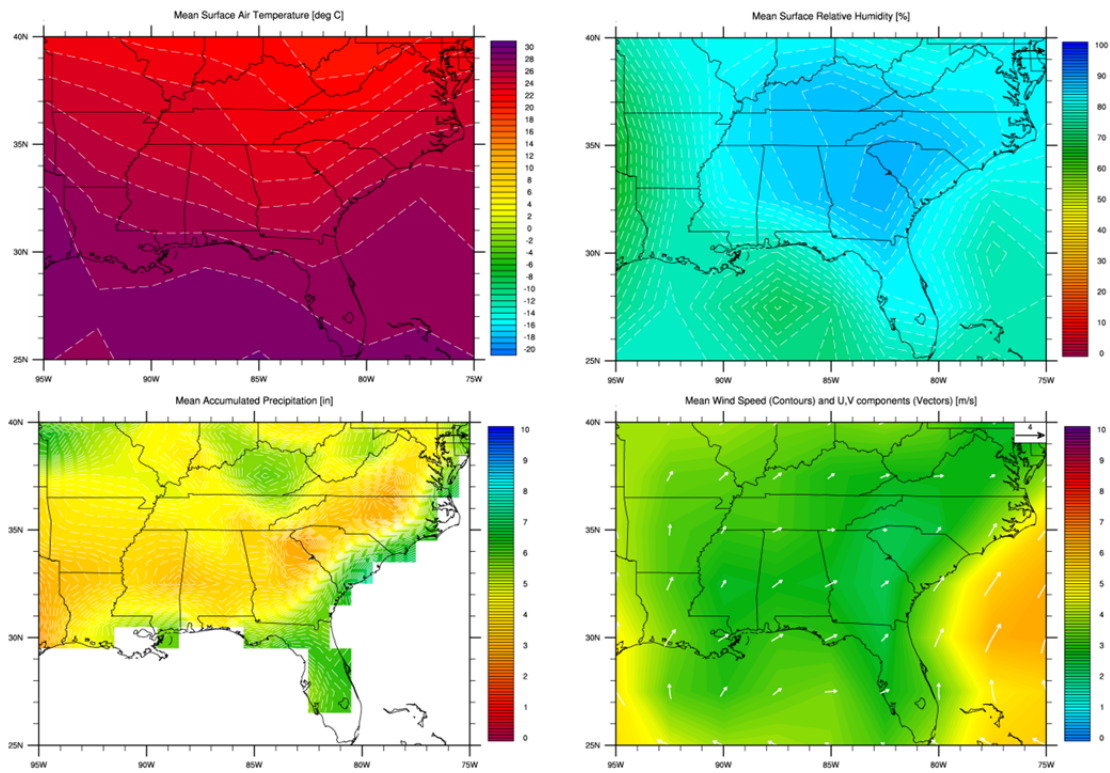 Mean Surface Air Temperature [deg C]
40N
35N
30N
25N
95W 90W 85W 80W 75W
30
28
26
24
22
20
18
16
14
12
10
8
6
4
2
0
-2
-4
-6
-8
-10
-12
-14
-16
-18
-20
Mean Surface Relative Humidity [%]
40N
35N
30N
25N
95W 90W 85W 80W 75W
100
90
80
70
60
50
40
30
20
10
0
Mean Accumulated Precipitation [in]
40N
35N
30N
25N
95W 90W 85W 80W 75W
10
9
8
7
6
5
4
3
2
1
0
Mean Wind Speed (Contours) and U,V components (Vectors) [m/s]
4
40N
35N
30N
25N
95W 90W 85W 80W 75W
10
9
8
7
6
5
4
3
2
1
0